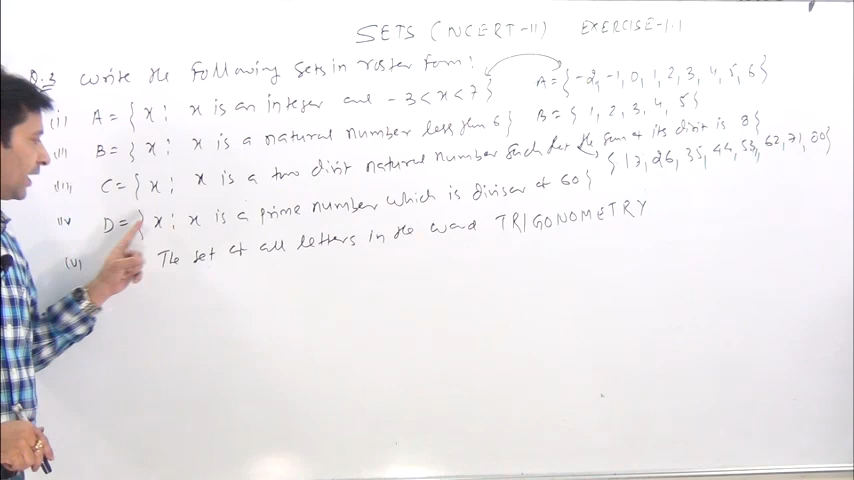 SETS (NCERT-11) EXERCISE-1.1
Q.3 Write the following sets in roster form:
(i) A = { x : x is an integer and -3 < x < 7 } A = { -2, -1, 0, 1, 2, 3, 4, 5, 6 }
(ii) B = { x : x is a natural number less than 6 } B = { 1, 2, 3, 4, 5 }
(iii) C = { x : x is a two digit natural number such that the sum of its digit is 8 }
{ 17, 26, 35, 44, 53, 62, 71, 80 }
(iv D = { x : x is a prime number which is divisor of 60 }
(v) The set of all letters in the word TRIGONOMETRY